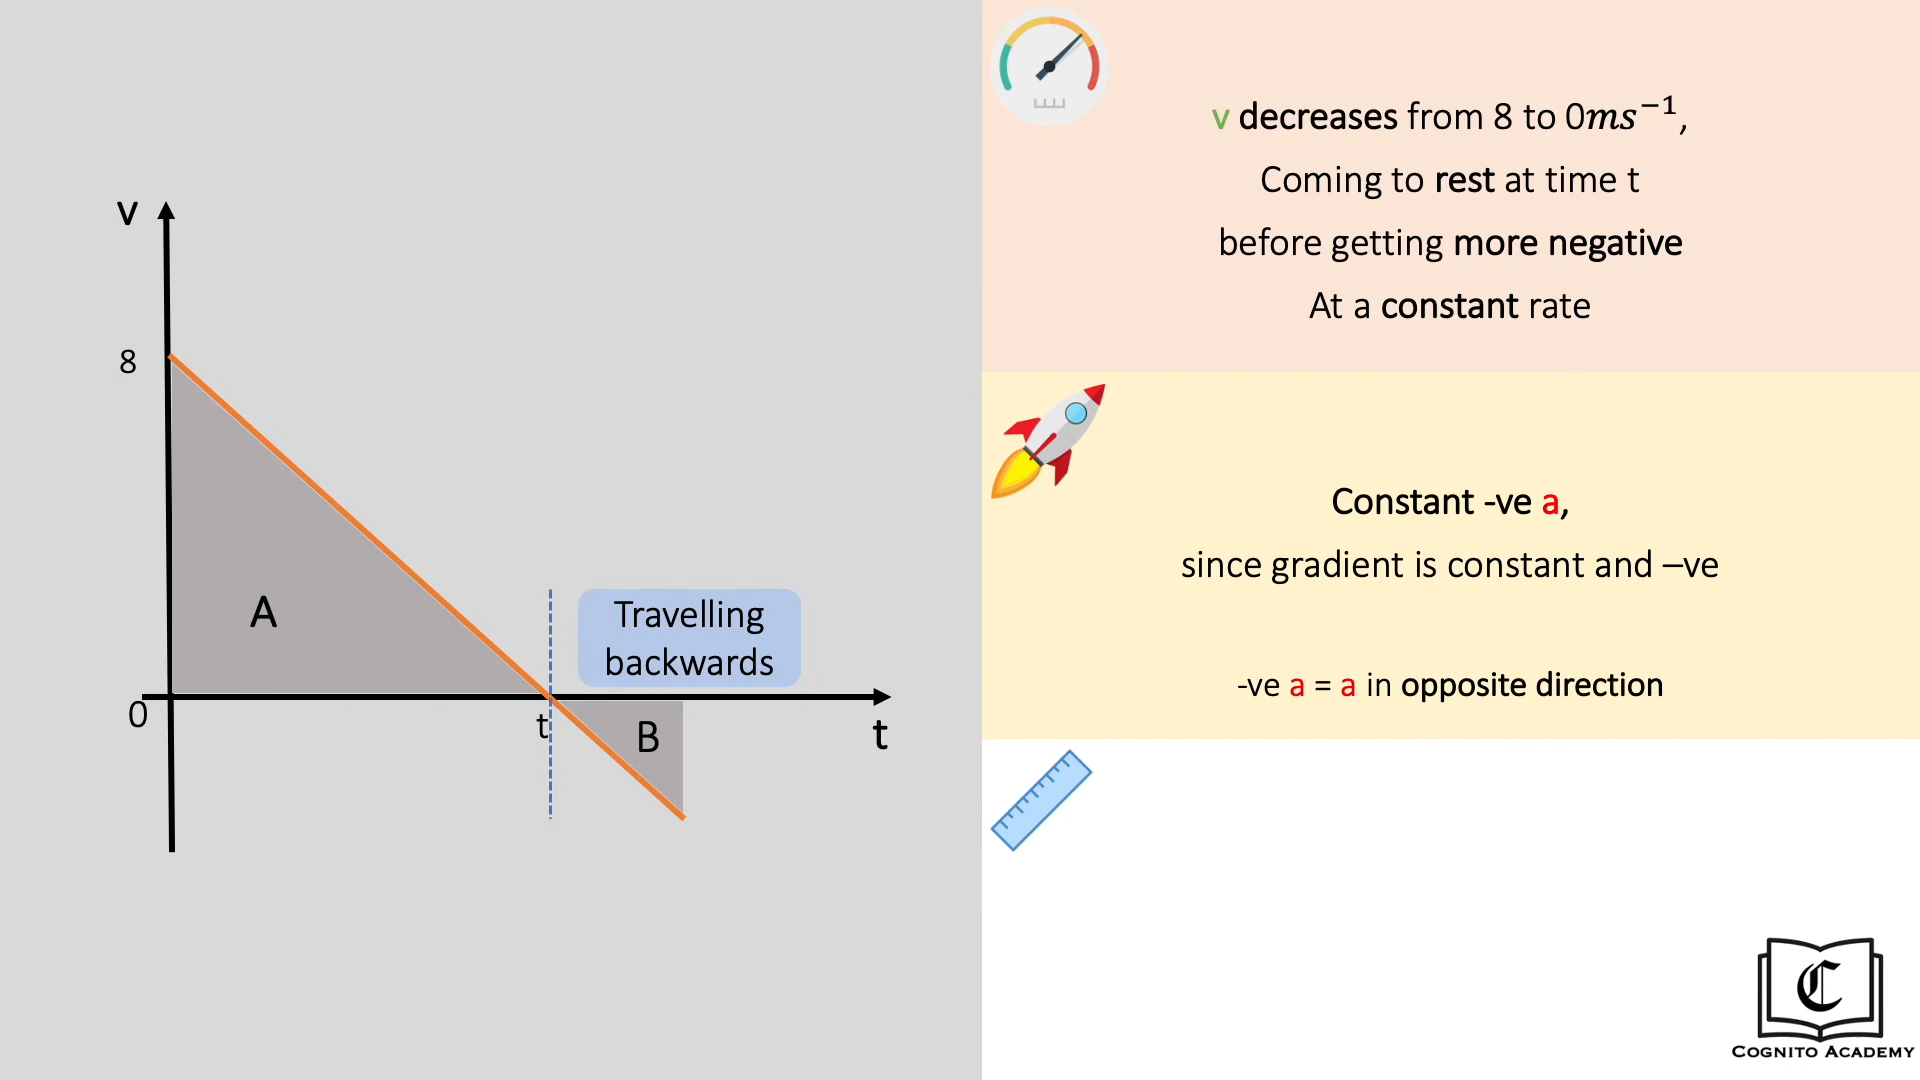 v
8
A
Travelling
backwards
0
t
B
t
v decreases from 8 to 0ms⁻¹,
Coming to rest at time t
before getting more negative
At a constant rate
Constant -ve a,
since gradient is constant and –ve
-ve a = a in opposite direction
C
COGNITO ACADEMY